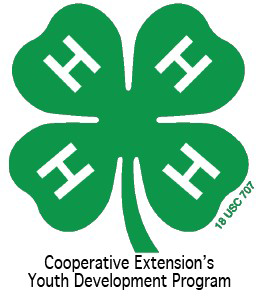 H H
H H
18 USC 707
Cooperative Extension's
Youth Development Program